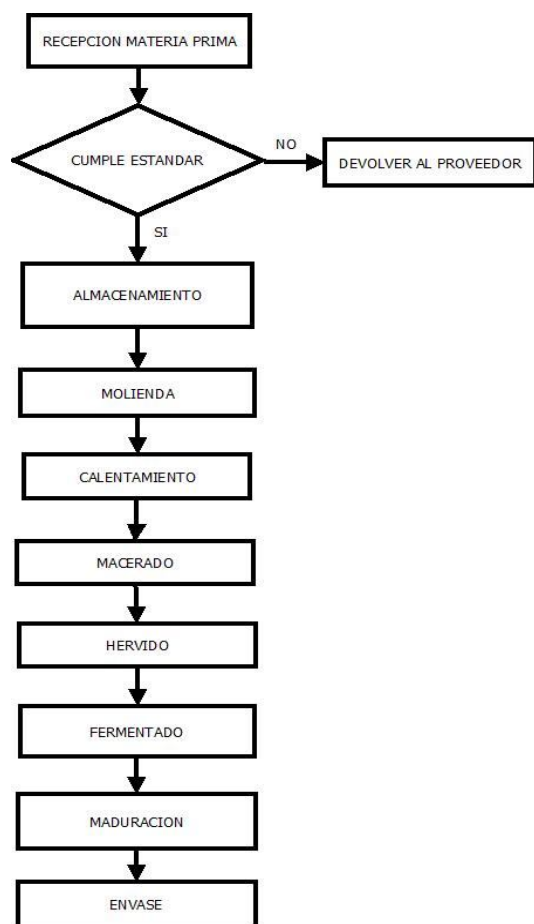 RECEPCION MATERIA PRIMA
CUMPLE ESTANDAR
NO
DEVOLVER AL PROVEEDOR
SI
ALMACENAMIENTO
MOLIENDA
CALENTAMIENTO
MACERADO
HERVIDO
FERMENTADO
MADURACION
ENVASE